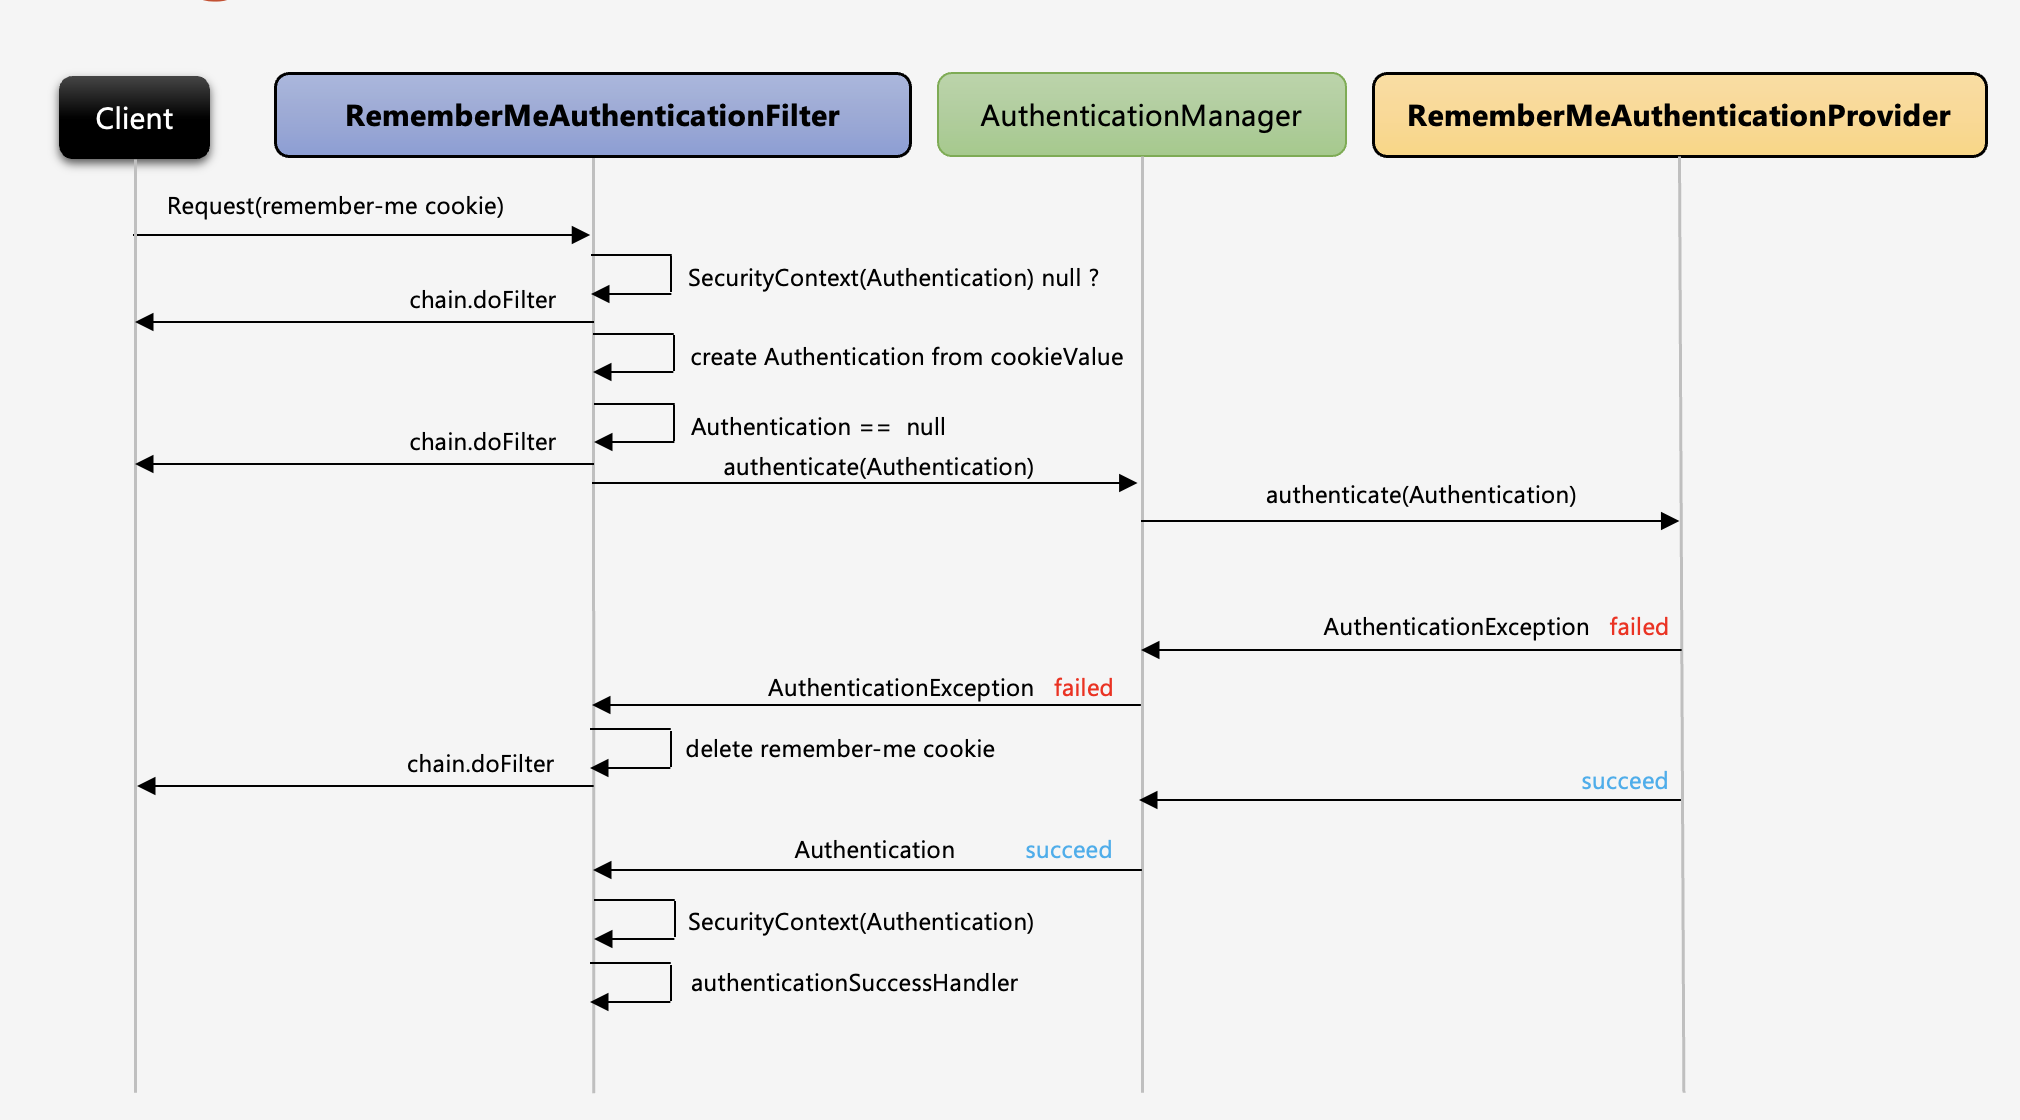 Client
RememberMeAuthenticationFilter
AuthenticationManager
RememberMeAuthenticationProvider
Request(remember-me cookie)
SecurityContext(Authentication) null ?
chain.doFilter
create Authentication from cookieValue
Authentication == null
chain.doFilter
authenticate(Authentication)
authenticate(Authentication)
AuthenticationException failed
AuthenticationException failed
delete remember-me cookie
chain.doFilter
succeed
Authentication succeed
SecurityContext(Authentication)
authenticationSuccessHandler